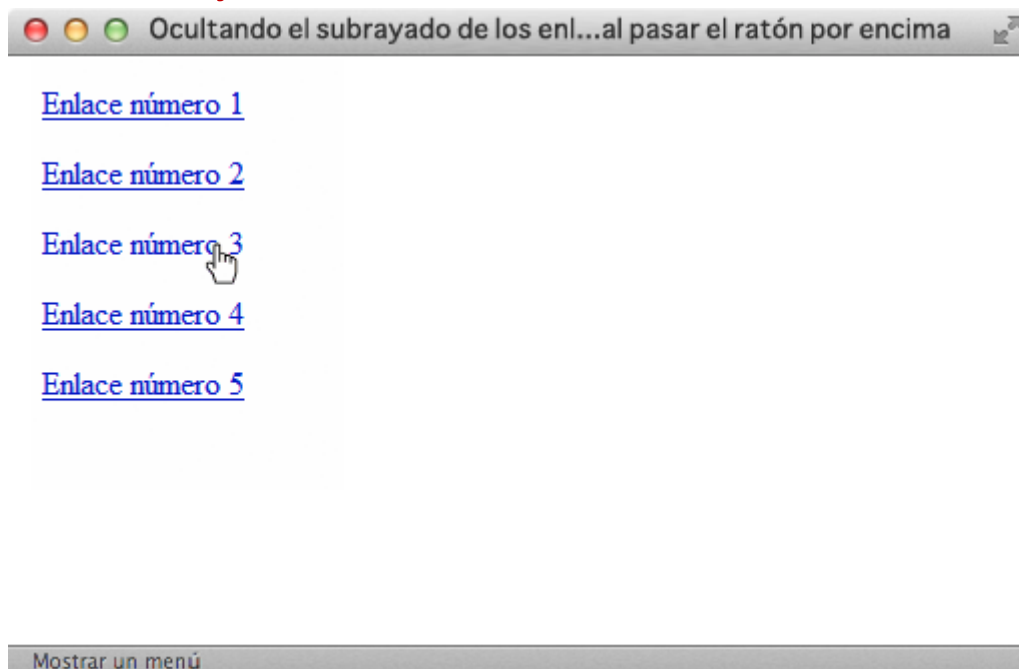 Ocultando el subrayado de los enl...al pasar el ratón por encima
Enlace número 1
Enlace número 2
Enlace número 3
Enlace número 4
Enlace número 5
Mostrar un menú